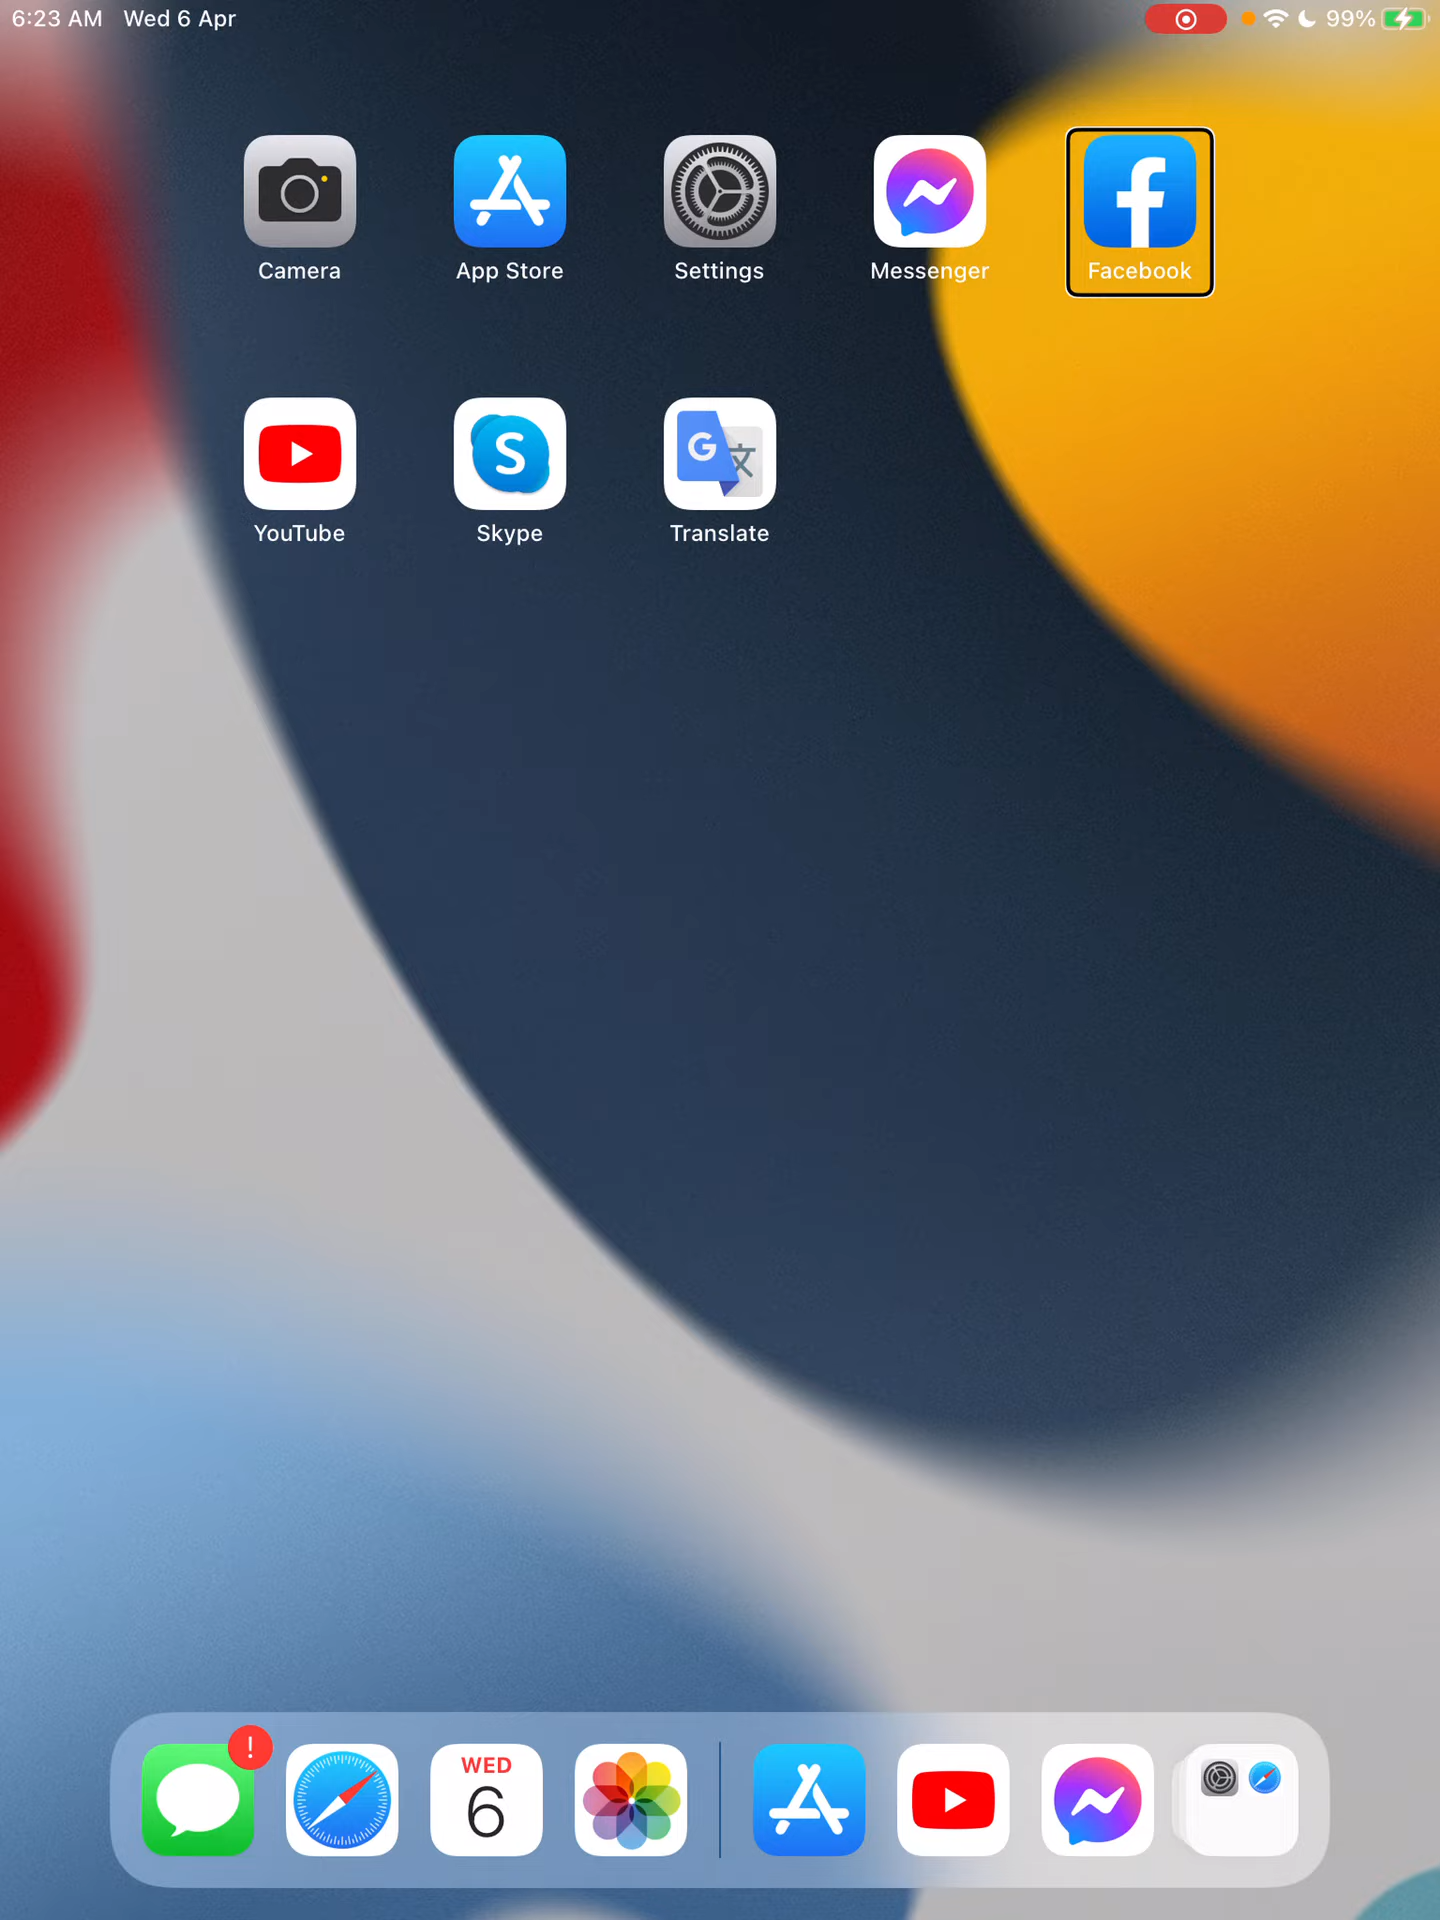 6:23 AM Wed 6 Apr
99%
Camera
App Store
Settings
Messenger
Facebook
YouTube
Skype
Translate
!
WED
6